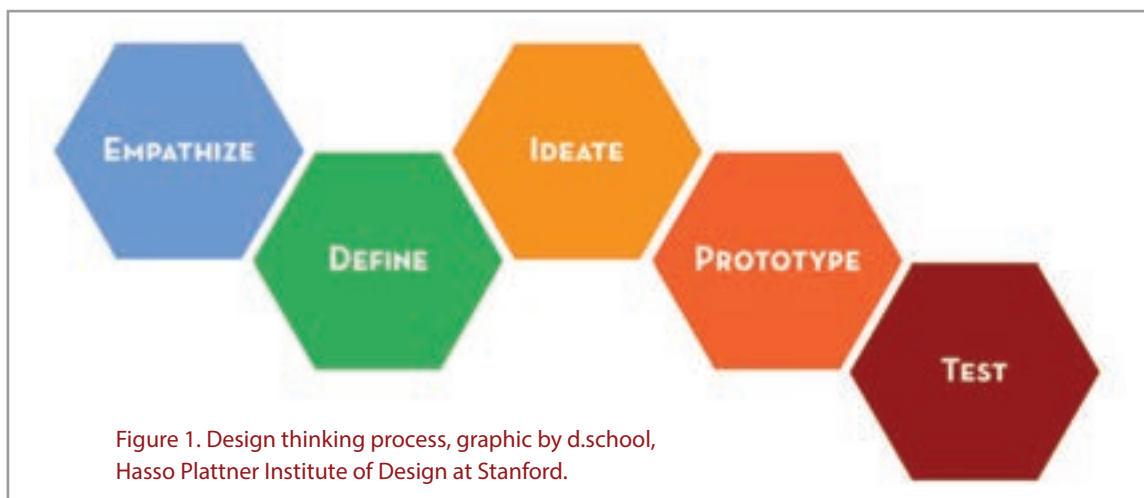 EMPATHIZE
DEFINE
IDEATE
PROTOTYPE
TEST
Figure 1. Design thinking process, graphic by d.school,
Hasso Plattner Institute of Design at Stanford.